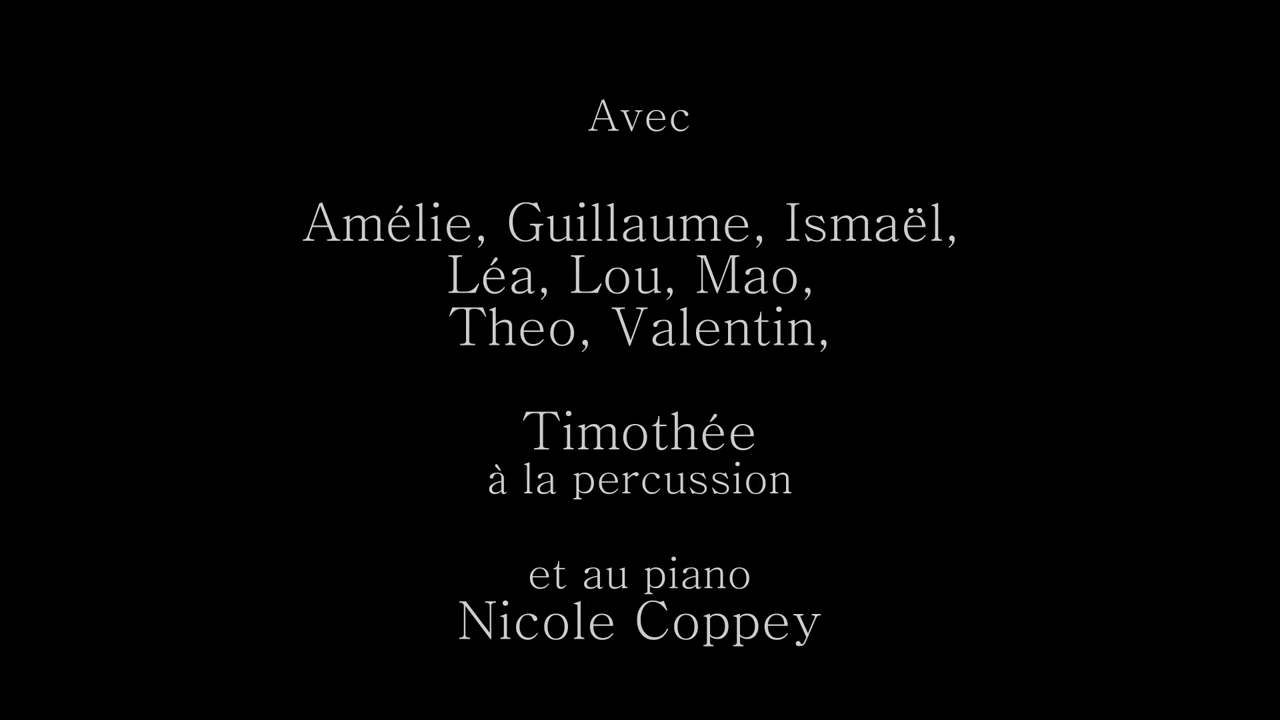 Avec
Amélie, Guillaume, Ismaël,
Léa, Lou, Mao,
Theo, Valentin,
Timothée
à la percussion
et au piano
Nicole Coppey